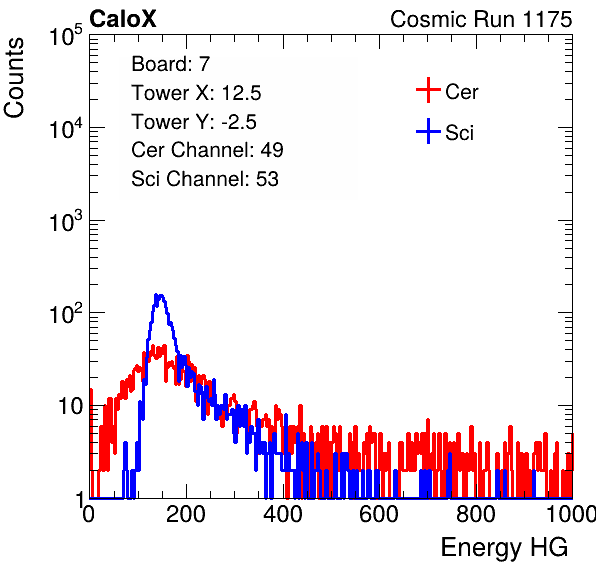 CaloX Cosmic Run 1175
Counts
10^5
10^4
10^3
10^2
10
1
Board: 7
Tower X: 12.5
Tower Y: -2.5
Cer Channel: 49
Sci Channel: 53
Cer
Sci
0 200 400 600 800 1000
Energy HG